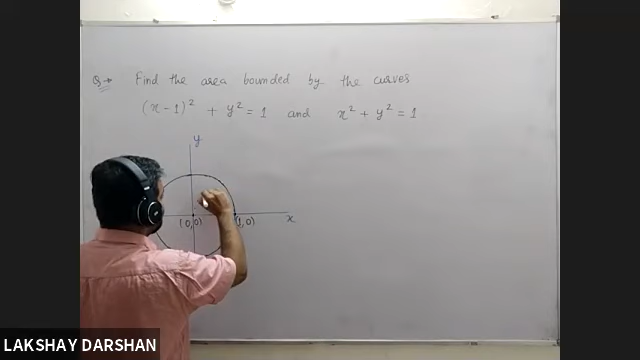 Q→ Find the area bounded by the curves
(x-1)² + y² = 1 and x² + y² = 1
y
(0,0) (1,0) x
LAKSHAY DARSHAN